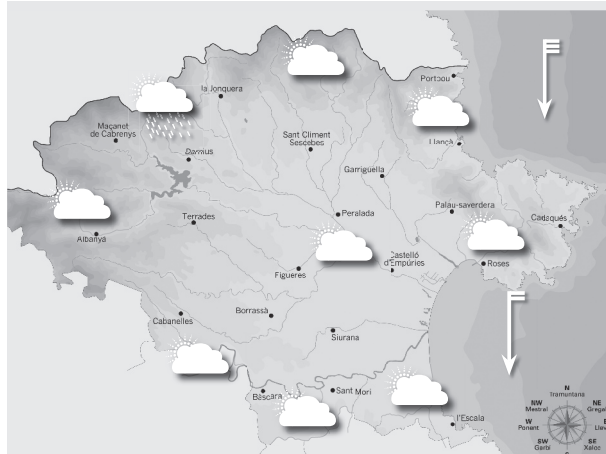 Portbou
la Jonquera
Maçanet
de Cabrenys
Sant Climent
Sescebes
Llançà
Darnius
Garriguella
Palau-saverdera
Cadaqués
Terrades
Peralada
Albanyà
Castelló
d'Empúries
Roses
Figueres
Cabanelles
Borrassà
Siurana
Bàscara
Sant Mori
l'Escala
N
Tramuntana
NW
Mestral
NE
Gregal
W
Ponent
E
SW
Garbí
SE
Xaloc